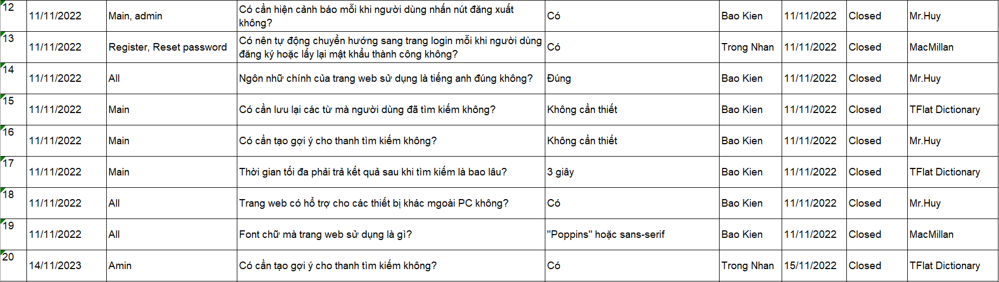 12 11/11/2022 Main, admin Có cần hiện cảnh báo mỗi khi người dùng nhấn nút đăng xuất không? Có Bao Kien 11/11/2022 Closed Mr.Huy
13 11/11/2022 Register, Reset password Có nên tự động chuyển hướng sang trang login mỗi khi người dùng đăng ký hoặc lấy lại mật khẩu thành công không? Có Trong Nhan 11/11/2022 Closed MacMillan
14 11/11/2022 All Ngôn nhữ chính của trang web sử dụng là tiếng anh đúng không? Đúng Bao Kien 11/11/2022 Closed Mr.Huy
15 11/11/2022 Main Có cần lưu lại các từ mà người dùng đã tìm kiếm không? Không cần thiết Bao Kien 11/11/2022 Closed TFlat Dictionary
16 11/11/2022 Main Có cần tạo gợi ý cho thanh tìm kiếm không? Không cần thiết Bao Kien 11/11/2022 Closed Mr.Huy
17 11/11/2022 Main Thời gian tối đa phải trả kết quả sau khi tìm kiếm là bao lâu? 3 giây Bao Kien 11/11/2022 Closed TFlat Dictionary
18 11/11/2022 All Trang web có hổ trợ cho các thiết bị khác mgoài PC không? Có Bao Kien 11/11/2022 Closed Mr.Huy
19 11/11/2022 All Font chữ mà trang web sử dụng là gì? "Poppins" hoặc sans-serif Bao Kien 11/11/2022 Closed MacMillan
20 14/11/2023 Amin Có cần tạo gợi ý cho thanh tìm kiếm không? Có Trong Nhan 15/11/2022 Closed TFlat Dictionary